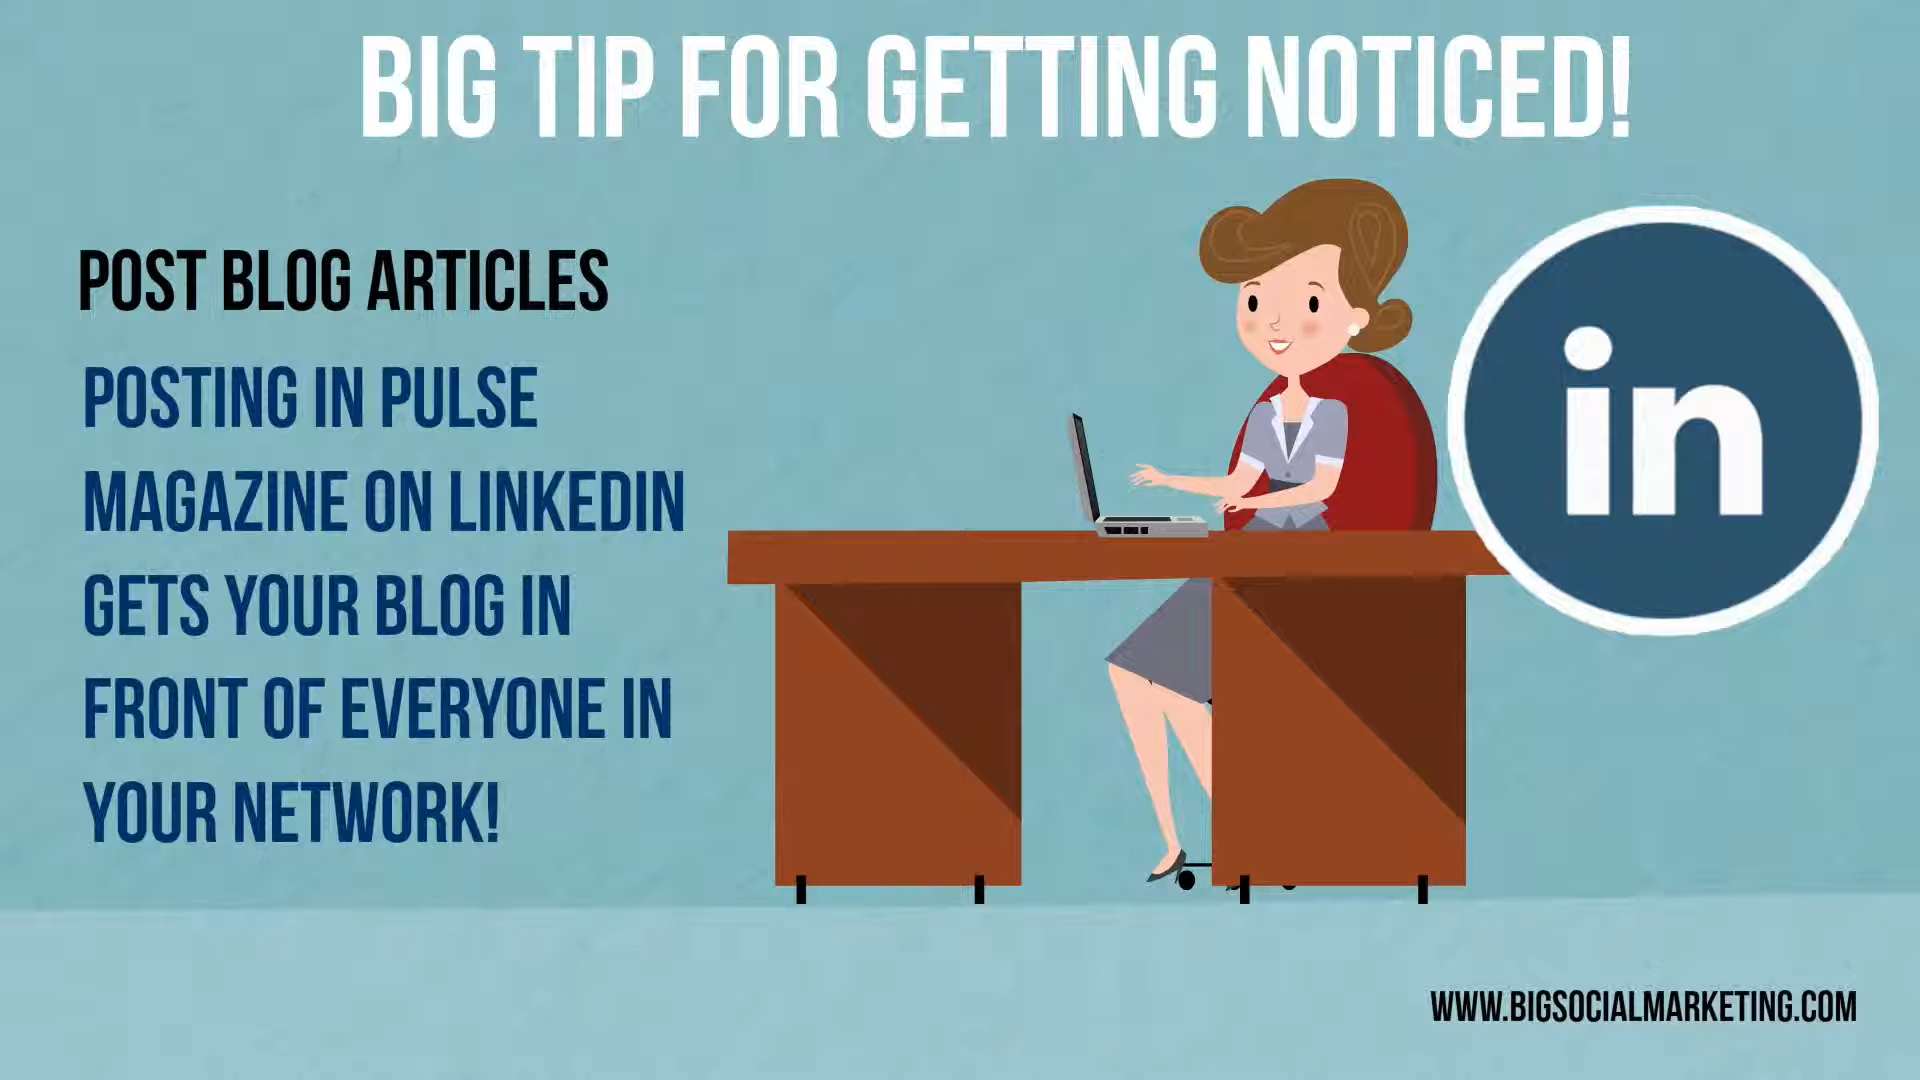 BIG TIP FOR GETTING NOTICED!
POST BLOG ARTICLES
POSTING IN PULSE
MAGAZINE ON LINKEDIN
GETS YOUR BLOG IN
FRONT OF EVERYONE IN
YOUR NETWORK!
in
WWW.BIGSOCIALMARKETING.COM